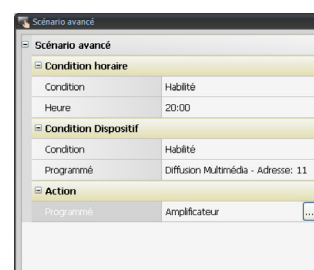 Scénario avancé
Scénario avancé
Condition horaire
Condition Habilité
Heure 20:00
Condition Dispositif
Condition Habilité
Programmé Diffusion Multimédia - Adresse: 11
Action
Programmé Amplificateur ...